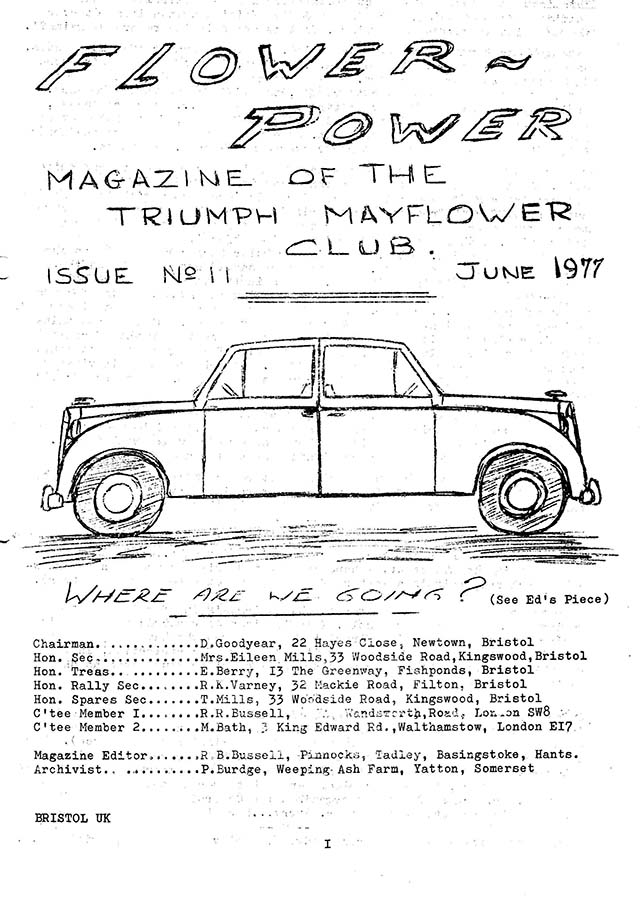 FLOWER~
POWER
MAGAZINE OF THE
TRIUMPH MAYFLOWER
CLUB.
ISSUE No 11 JUNE 1977
WHERE ARE WE GOING? (See Ed's Piece)
Chairman. ............D.Goodyear, 22 Hayes Close, Newtown, Bristol
Hon. Sec..............Mrs.Eileen Mills,33 Woodside Road,Kingswood,Bristol
Hon. Treas.. .........E.Berry, I3 The Greenway, Fishponds, Bristol
Hon. Rally Sec........R.K.Varney, 32 Mackie Road, Filton, Bristol
Hon. Spares Sec.......T.Mills, 33 Woodside Road, Kingswood, Bristol
C'tee Member I........R.R.Bussell, Wandsworth,Road, London SW8
C'tee Member 2........M.Bath, King Edward Rd.,Walthamstow, London EI7
Magazine Editor.......R.B.Bussell, Pinnocks, Tadley, Basingstoke, Hants.
Archivist.. ..........P.Burdge, Weeping Ash Farm, Yatton, Somerset
BRISTOL UK
I